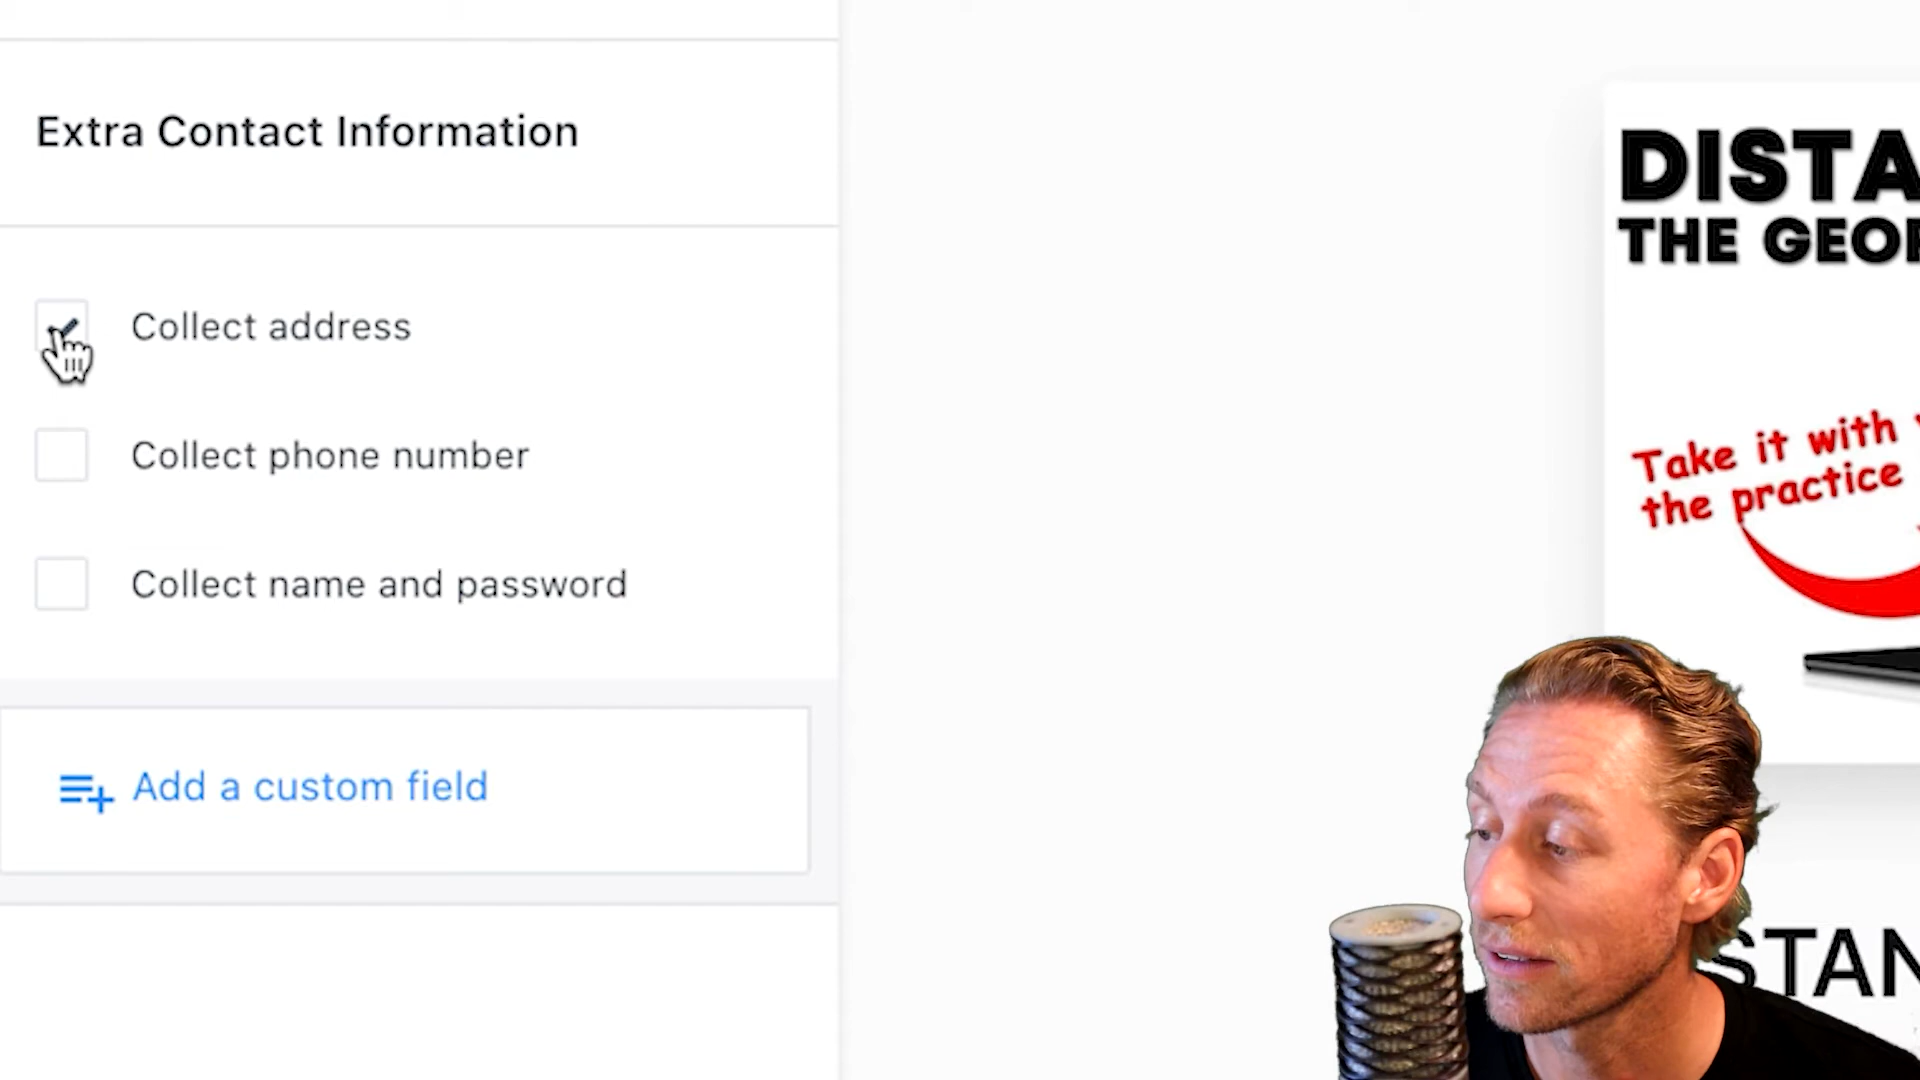 Extra Contact Information
Collect address
Collect phone number
Collect name and password
Add a custom field
DISTA
THE GEO
Take it with
the practice
STAN